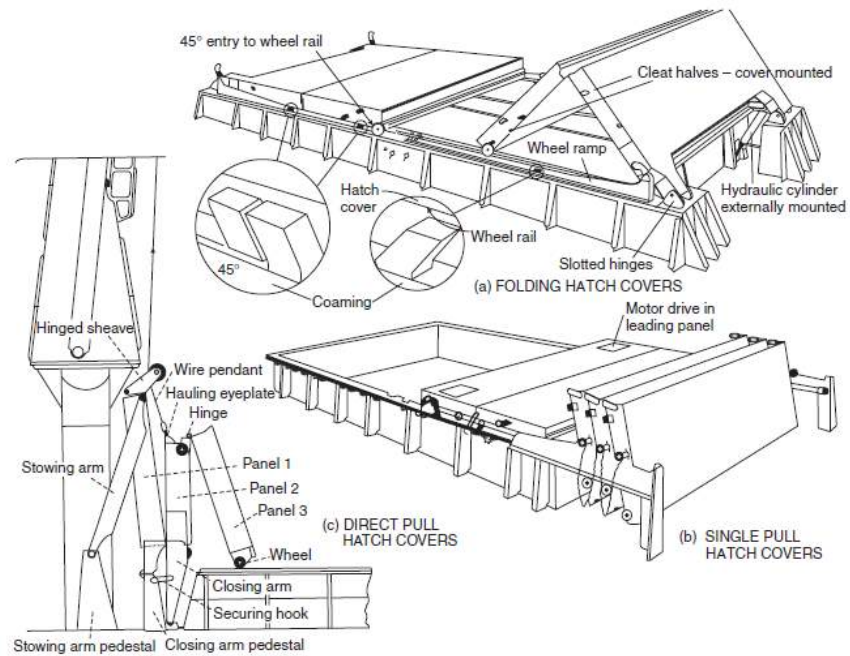 45° entry to wheel rail
Cleat halves – cover mounted
Wheel ramp
Hatch
cover
Hydraulic cylinder
externally mounted
Wheel rail
45°
Slotted hinges
Coaming
(a) FOLDING HATCH COVERS
Motor drive in
leading panel
Hinged sheave
Wire pendant
Hauling eyeplate
Hinge
Stowing arm
Panel 1
Panel 2
Panel 3
(c) DIRECT PULL
HATCH COVERS
(b) SINGLE PULL
HATCH COVERS
Wheel
Closing arm
Securing hook
Stowing arm pedestal
Closing arm pedestal